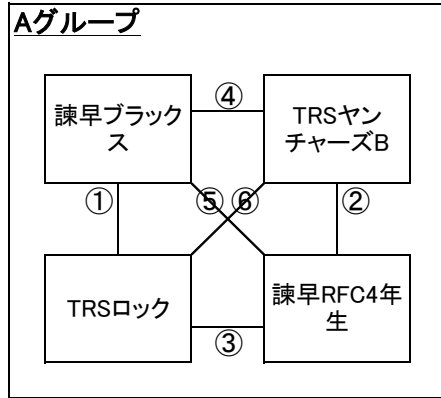 Aグループ
諫早ブラック
ス
④
TRSヤン
チャーズB
①
⑤
⑥
②
TRSロック
③
諫早RFC4年
生